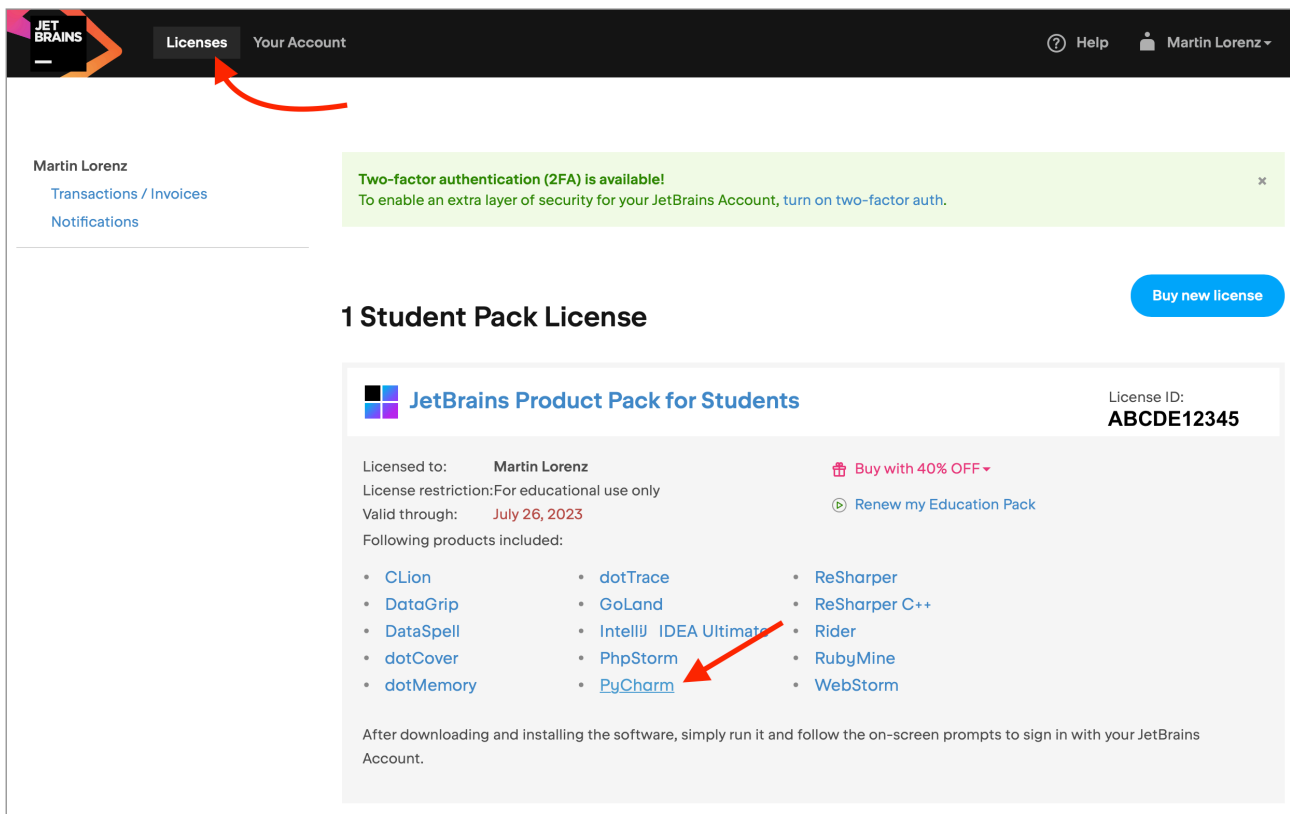 JET
BRAINS
Licenses Your Account
? Help Martin Lorenz
Martin Lorenz
Transactions / Invoices
Notifications
Two-factor authentication (2FA) is available!
×
To enable an extra layer of security for your JetBrains Account, turn on two-factor auth.
Buy new license
1 Student Pack License
JetBrains Product Pack for Students
License ID:
ABCDE12345
Licensed to: Martin Lorenz
License restriction:For educational use only
Valid through: July 26, 2023
Following products included:
Buy with 40% OFF
Renew my Education Pack
• CLion
• DataGrip
• DataSpell
• dotCover
• dotMemory
• dotTrace
• GoLand
• IntelliJ IDEA Ultimate
• PhpStorm
• PyCharm
• ReSharper
• ReSharper C++
• Rider
• RubyMine
• WebStorm
After downloading and installing the software, simply run it and follow the on-screen prompts to sign in with your JetBrains
Account.